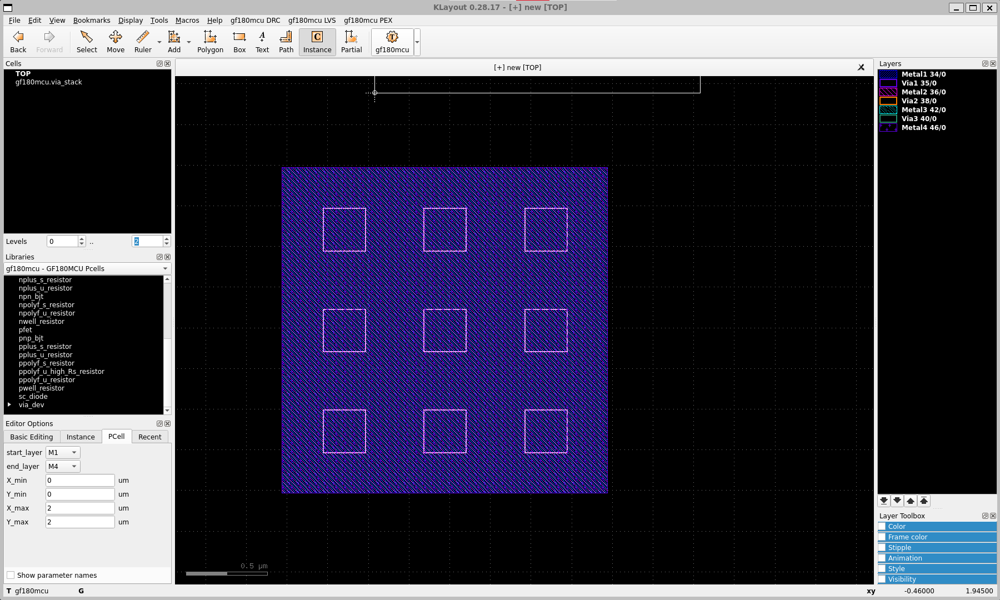 KLayout 0.28.17 - [+] new [TOP]
File Edit View Bookmarks Display Tools Macros Help gf180mcu DRC gf180mcu LVS gf180mcu PEX
Back Forward Select Move Ruler Add Polygon Box Text Path Instance Partial gf180mcu
Cells
TOP
gf180mcu.via_stack
Levels 0 .. 2
Libraries
gf180mcu - GF180MCU Pcells
nplus_s_resistor
nplus_u_resistor
npn_bjt
npolyf_s_resistor
npolyf_u_resistor
nwell_resistor
pfet
pnp_bjt
pplus_s_resistor
pplus_u_resistor
ppolyf_s_resistor
ppolyf_u_high_Rs_resistor
ppolyf_u_resistor
pwell_resistor
sc_diode
via_dev
Editor Options
Basic Editing Instance PCell Recent
start_layer M1
end_layer M4
X_min 0 um
Y_min 0 um
X_max 2 um
Y_max 2 um
Show parameter names
[+] new [TOP]
0.5 µm
Layers
Metal1 34/0
Via1 35/0
Metal2 36/0
Via2 38/0
Metal3 42/0
Via3 40/0
Metal4 46/0
Layer Toolbox
Color
Frame color
Stipple
Animation
Style
Visibility
T gf180mcu G xy -0.46000 1.94500